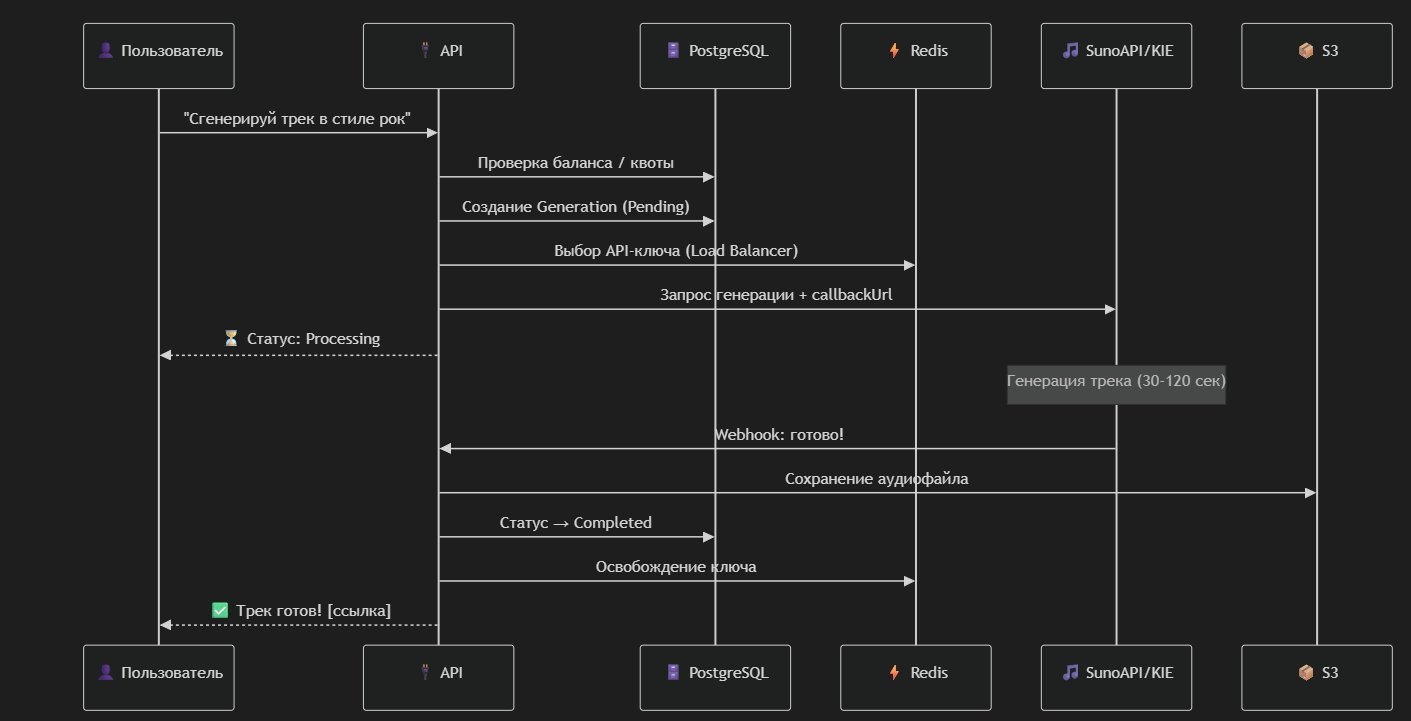 👤 Пользователь
🔌 API
🗄 PostgreSQL
⚡ Redis
🎵 SunoAPI/KIE
📦 S3
"Сгенерируй трек в стиле рок"
Проверка баланса / квоты
Создание Generation (Pending)
Выбор API-ключа (Load Balancer)
Запрос генерации + callbackUrl
⏳ Статус: Processing
Генерация трека (30-120 сек)
Webhook: готово!
Сохранение аудиофайла
Статус → Completed
Освобождение ключа
✅ Трек готов! [ссылка]
👤 Пользователь
🔌 API
🗄 PostgreSQL
⚡ Redis
🎵 SunoAPI/KIE
📦 S3